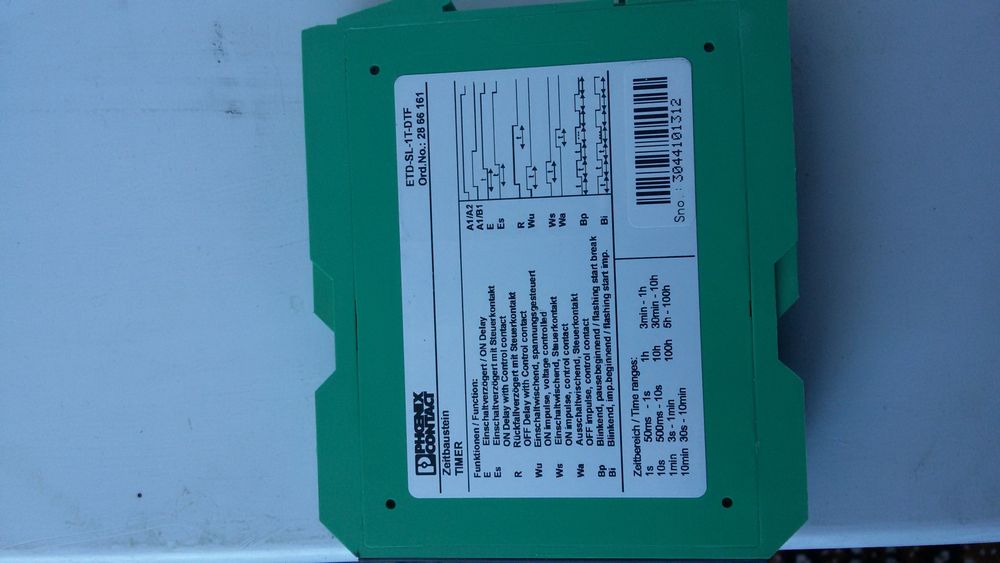 PHOENIX
CONTACT
ETD-SL-1T-DTF
Ord.No.: 28 66 161
Zeitbaustein
TIMER
Funktionen / Function:
E Einschaltverzögert / ON Delay
Es Einschaltverzögert mit Steuerkontakt
ON Delay with Control contact
R Rückfallverzögert mit Steuerkontakt
OFF Delay with Control contact
Wu Einschaltwischend, spannungsgesteuert
ON impulse, voltage controlled
Ws Einschaltwischend, Steuerkontakt
ON impulse, control contact
Wa Ausschaltwischend, Steuerkontakt
OFF impulse, control contact
Bp Blinkend, pausebeginnend / flashing start break
Bi Blinkend, imp.beginnend / flashing start imp.
A1/A2
A1/B1
E
Es
R
Wu
Ws
Wa
Bp
Bi
Zeitbereich / Time ranges:
1s 50ms - 1s 1h 3min - 1h
10s 500ms - 10s 10h 30min - 10h
1min 3s - 1min 100h 5h - 100h
10min 30s - 10min
Sno.: 3044101312